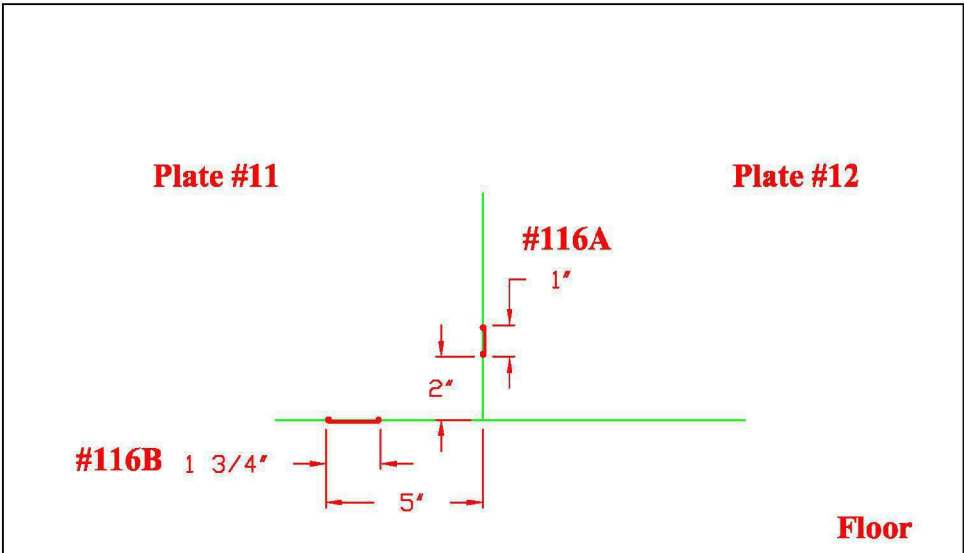 Plate #11
Plate #12
#116A
1"
2"
#116B 1 3/4"
5"
Floor